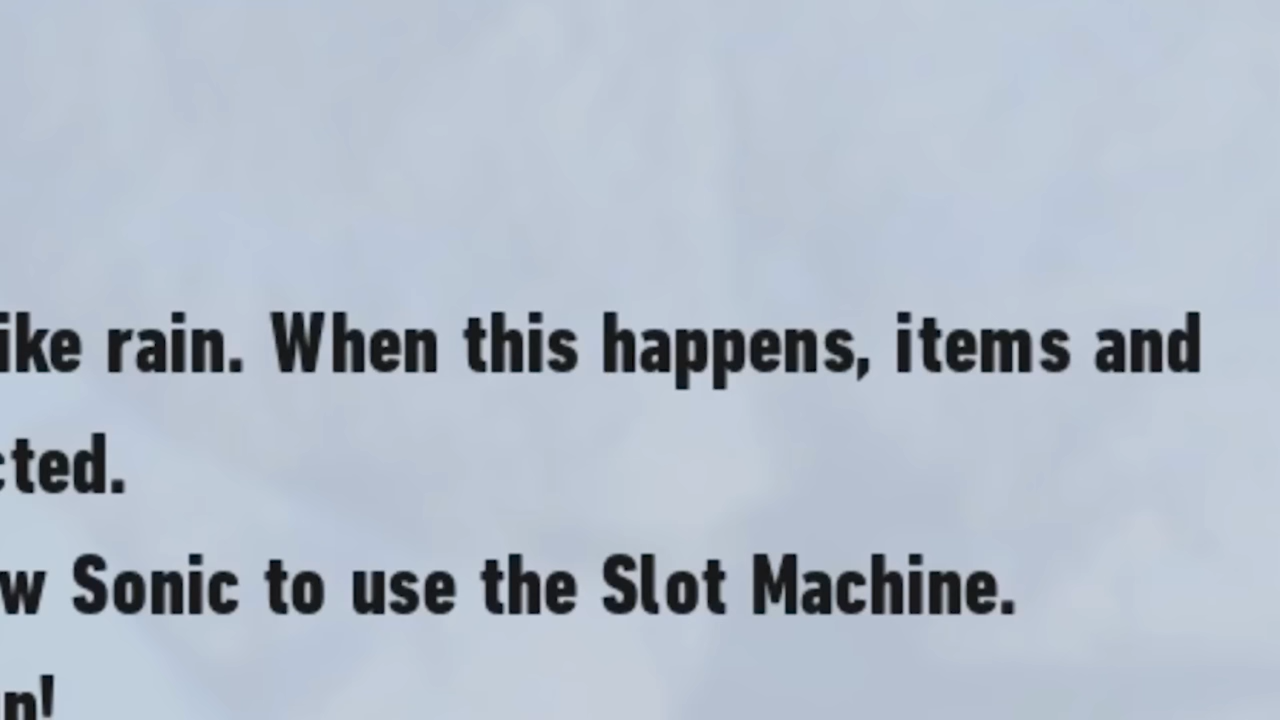 ike rain. When this happens, items and
cted.
w Sonic to use the Slot Machine.
n'